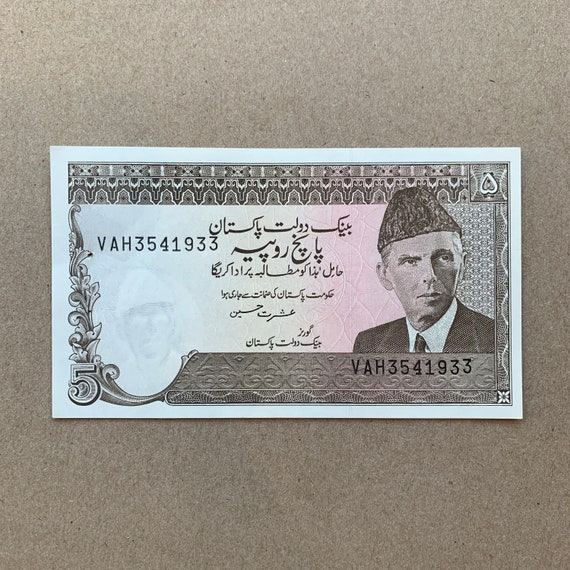 ۵
بینک دولت پاکستان
VAH3541933
پانچ روپیہ
حامل ہٰذا کو مطالبہ پر ادا کریگا
حکومت پاکستان کی ضمانت سے جاری ہوا
عشرت حسین
گورنر
بینک دولت پاکستان
VAH3541933
5